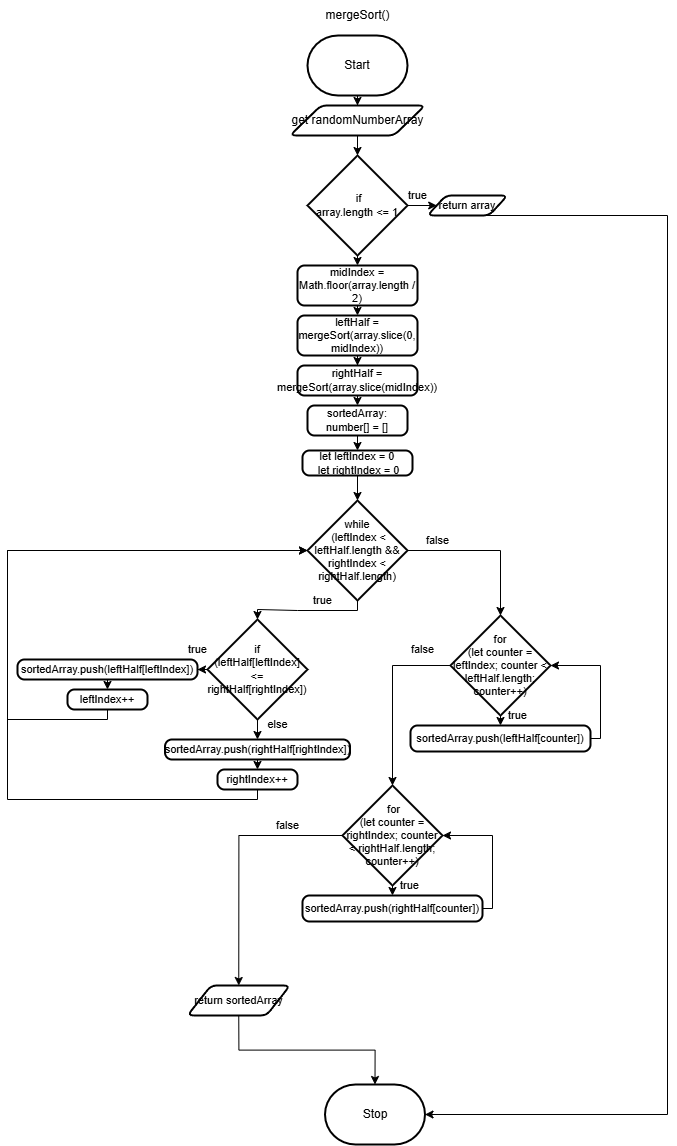 mergeSort()
Start
get randomNumberArray
if
array.length <= 1
true
return array
midIndex =
Math.floor(array.length /
2)
leftHalf =
mergeSort(array.slice(0,
midIndex))
rightHalf =
mergeSort(array.slice(midIndex))
sortedArray:
number[] = []
let leftIndex = 0
let rightIndex = 0
while
(leftIndex <
leftHalf.length &&
rightIndex <
rightHalf.length)
false
true
if
(leftHalf[leftIndex]
<=
rightHalf[rightIndex])
true
sortedArray.push(leftHalf[leftIndex])
leftIndex++
else
sortedArray.push(rightHalf[rightIndex])
rightIndex++
for
(let counter =
leftIndex; counter <
leftHalf.length;
counter++)
false
true
sortedArray.push(leftHalf[counter])
for
(let counter =
rightIndex; counter
< rightHalf.length;
counter++)
false
true
sortedArray.push(rightHalf[counter])
return sortedArray
Stop